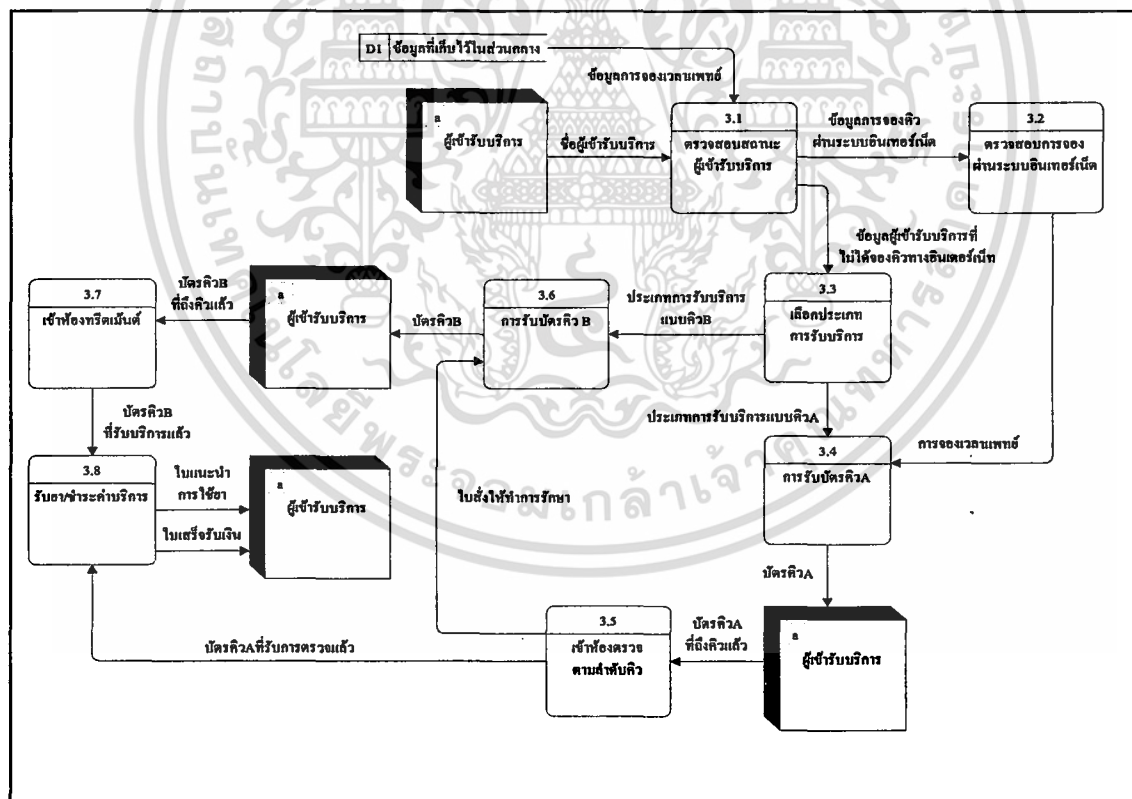 D1 ข้อมูลที่เก็บไว้ในส่วนกลาง
ข้อมูลการจองเวลาแพทย์
a
ผู้เข้ารับบริการ
ชื่อผู้เข้ารับบริการ
3.1
ตรวจสอบสถานะ
ผู้เข้ารับบริการ
ข้อมูลการจองคิว
ผ่านระบบอินเทอร์เน็ต
3.2
ตรวจสอบการจอง
ผ่านระบบอินเทอร์เน็ต
ข้อมูลผู้เข้ารับบริการที่
ไม่ได้จองคิวทางอินเตอร์เน็ท
3.7
เข้าห้องทรีตเม้นต์
บัตรคิวB
ที่ถึงคิวแล้ว
a
ผู้เข้ารับบริการ
บัตรคิวB
3.6
การรับบัตรคิว B
ประเภทการรับบริการ
แบบคิวB
3.3
เลือกประเภท
การรับบริการ
บัตรคิวB
ที่รับบริการแล้ว
ประเภทการรับบริการแบบคิวA
การจองเวลาแพทย์
3.8
รับยา/ชำระค่าบริการ
ใบแนะนำ
การใช้ยา
ใบเสร็จรับเงิน
a
ผู้เข้ารับบริการ
ใบสั่งให้ทำการรักษา
3.4
การรับบัตรคิวA
บัตรคิวA
บัตรคิวAที่รับการตรวจแล้ว
3.5
เข้าห้องตรวจ
ตามลำดับคิว
บัตรคิวA
ที่ถึงคิวแล้ว
a
ผู้เข้ารับบริการ
พระจอมเกล้าเจ้าคุณทหาร